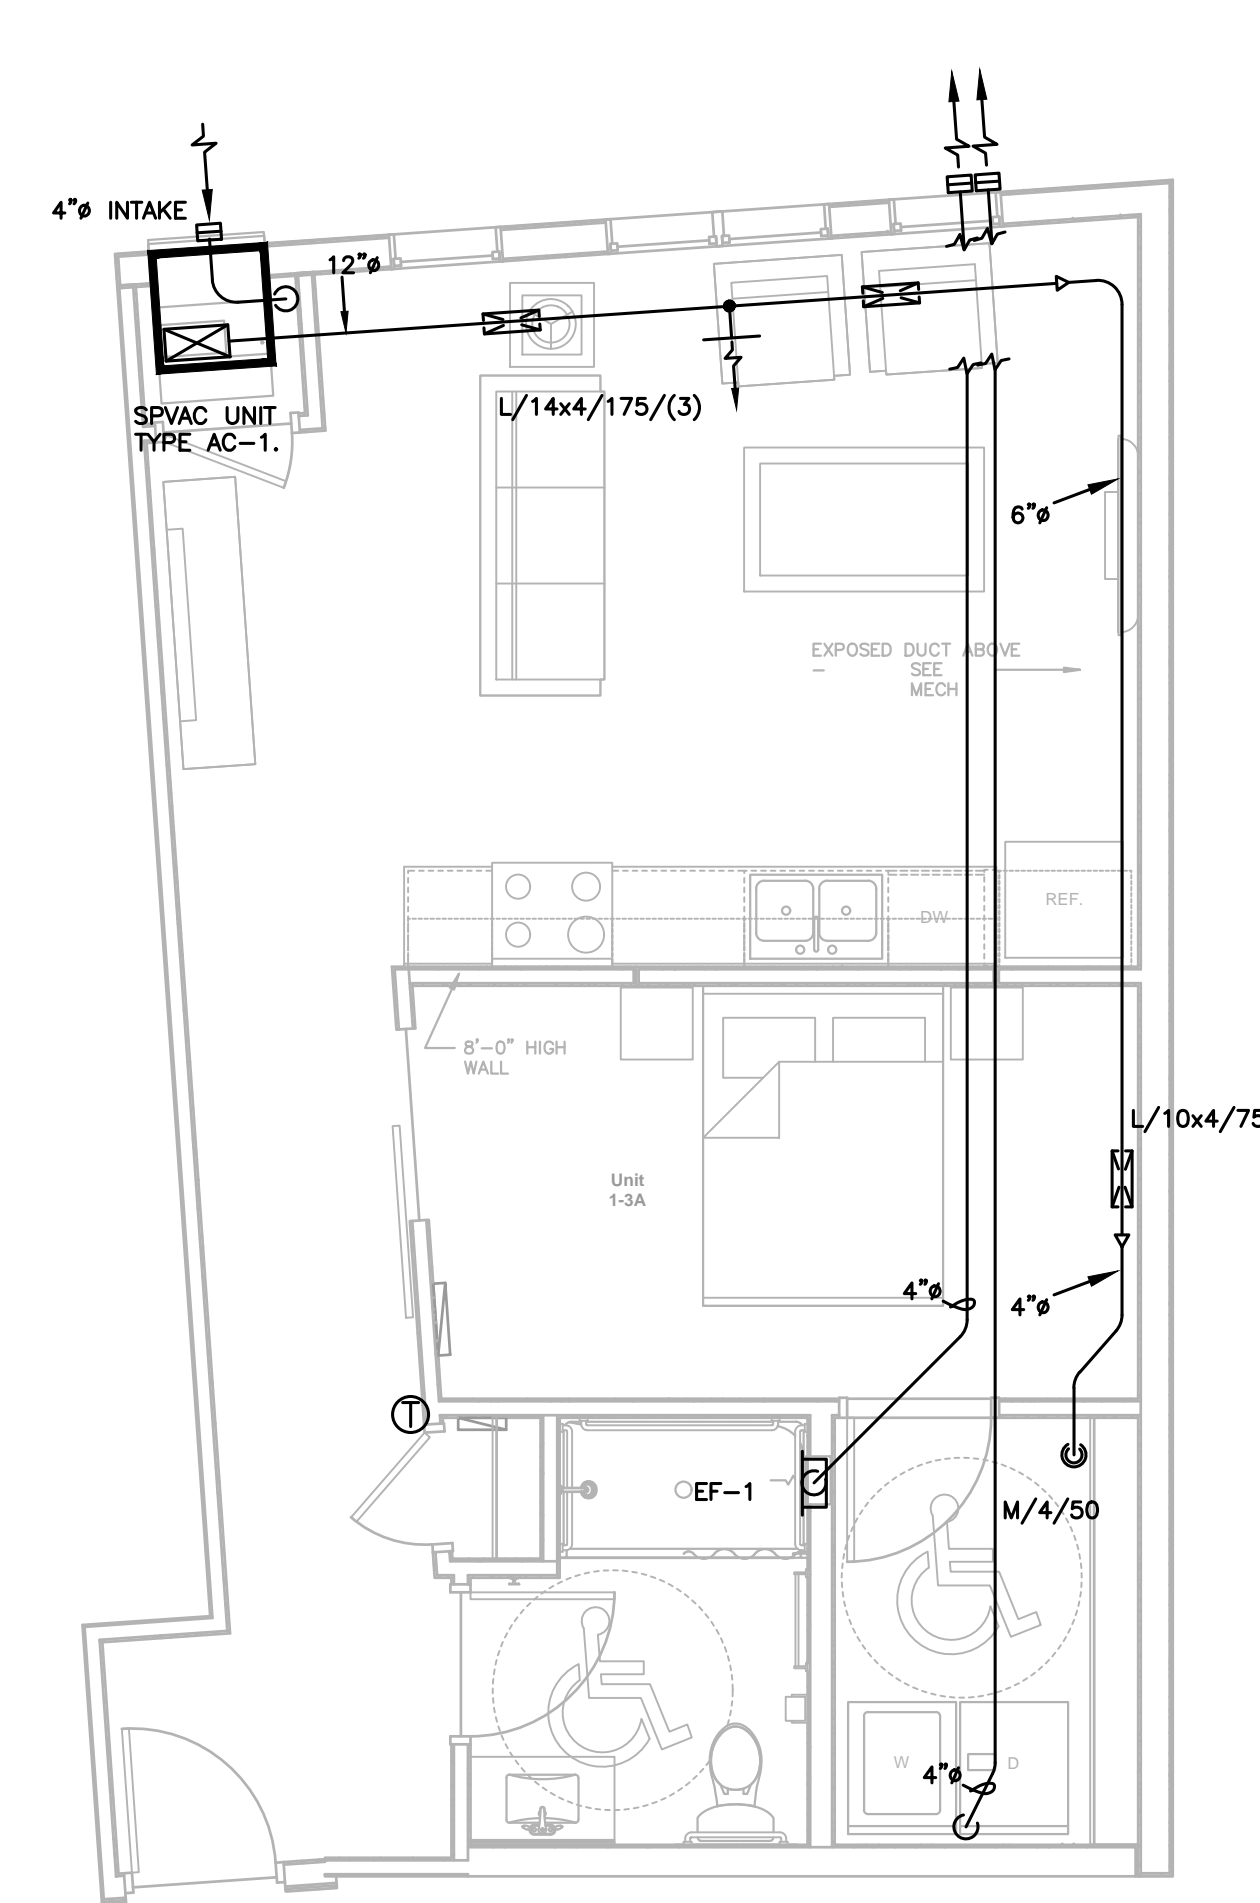 4"ø INTAKE
12"ø
L/14x4/175/(3)
SPVAC UNIT
TYPE AC-1.
6"ø
EXPOSED DUCT ABOVE
- SEE
MECH
DW
REF.
8'-0" HIGH
WALL
L/10x4/75
Unit
1-3A
4"ø
4"ø
T
EF-1
M/4/50
W
D
4"ø